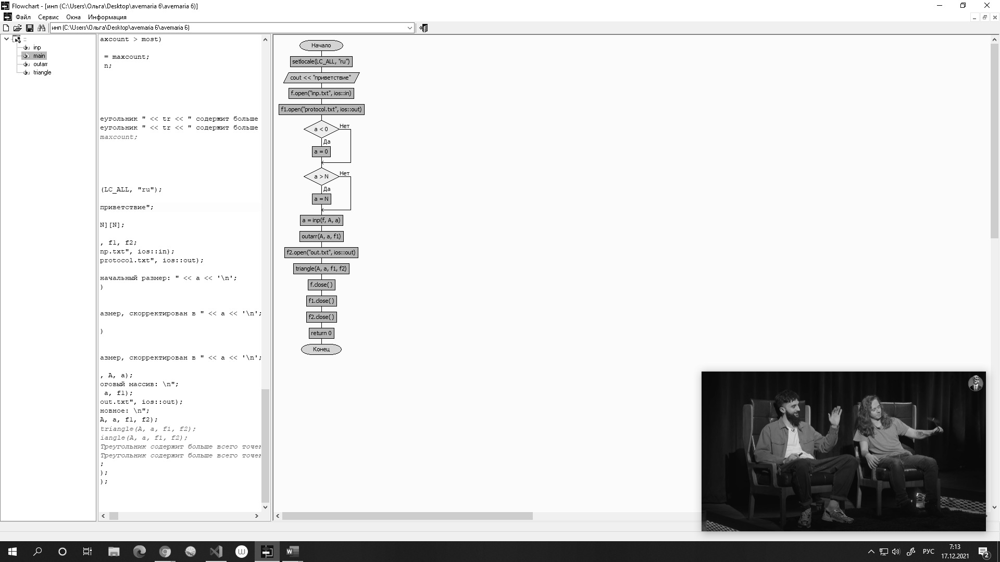 Flowchart - [инп (C:\Users\Ольга\Desktop\avemaria 6\avemaria 6)]
Файл Сервис Окна Информация
инп (C:\Users\Ольга\Desktop\avemaria 6\avemaria 6)
::
inp
main
outarr
triangle
axcount > most)
= maxcount;
n;
еугольник " << tr << " содержит больше
еугольник " << tr << " содержит больше
maxcount;
(LC_ALL, "ru");
приветствие";
N][N];
, f1, f2;
np.txt", ios::in);
protocol.txt", ios::out);
начальный размер: " << a << '\n';
)
азмер, скорректирован в " << a << '\n';
)
азмер, скорректирован в " << a << '\n';
, A, a);
оговый массив: \n";
a, f1);
out.txt", ios::out);
новное: \n";
A, a, f1, f2);
triangle(A, a, f1, f2);
iangle(A, a, f1, f2);
Треугольник содержит больше всего точек
Треугольник содержит больше всего точек
;
);
);
Начало
setlocale(LC_ALL, "ru")
cout << "приветствие"
f.open("inp.txt", ios::in)
f1.open("protocol.txt", ios::out)
a < 0
Нет
Да
a = 0
a > N
Нет
Да
a = N
a = inp(f, A, a)
outarr(A, a, f1)
f2.open("out.txt", ios::out)
triangle(A, a, f1, f2)
f.close( )
f1.close( )
f2.close( )
return 0
Конец
РУС
7:13
17.12.2021
2